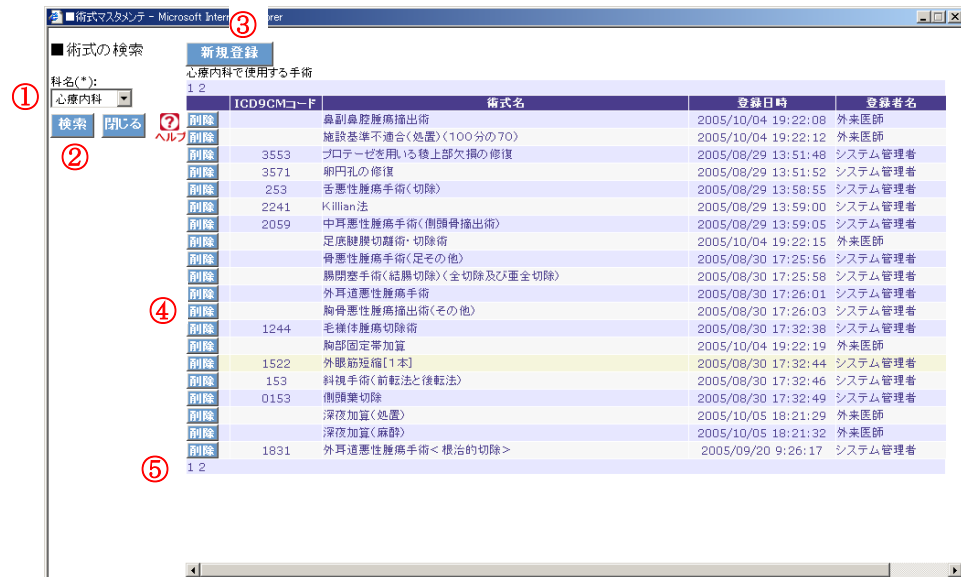 ■術式マスタメンテ - Microsoft Inter rer
③
■術式の検索
新規登録
心療内科で使用する手術
科名(*):
1 2
①
心療内科
検索 閉じる ?
ヘルプ
②
ICD9CMコード 術式名 登録日時 登録者名
削除 鼻副鼻腔腫瘍摘出術 2005/10/04 19:22:08 外来医師
削除 施設基準不適合(処置)(100分の70) 2005/10/04 19:22:12 外来医師
削除 3553 プロテーゼを用いる稜上部欠損の修復 2005/08/29 13:51:48 システム管理者
削除 3571 卵円孔の修復 2005/08/29 13:51:52 システム管理者
削除 253 舌悪性腫瘍手術(切除) 2005/08/29 13:58:55 システム管理者
削除 2241 Killian法 2005/08/29 13:59:00 システム管理者
削除 2059 中耳悪性腫瘍手術(側頭骨摘出術) 2005/08/29 13:59:05 システム管理者
削除 足底腱膜切離術・切除術 2005/10/04 19:22:15 外来医師
削除 骨悪性腫瘍手術(足その他) 2005/08/30 17:25:56 システム管理者
削除 腸閉塞手術(結腸切除)(全切除及び亜全切除) 2005/08/30 17:25:58 システム管理者
削除 外耳道悪性腫瘍手術 2005/08/30 17:26:01 システム管理者
④
削除 胸骨悪性腫瘍摘出術(その他) 2005/08/30 17:26:03 システム管理者
削除 1244 毛様体腫瘍切除術 2005/08/30 17:32:38 システム管理者
削除 胸部固定帯加算 2005/10/04 19:22:19 外来医師
削除 1522 外眼筋短縮[1本] 2005/08/30 17:32:44 システム管理者
削除 153 斜視手術(前転法と後転法) 2005/08/30 17:32:46 システム管理者
削除 0153 側頭葉切除 2005/08/30 17:32:49 システム管理者
削除 深夜加算(処置) 2005/10/05 18:21:29 外来医師
削除 深夜加算(麻酔) 2005/10/05 18:21:32 外来医師
削除 1831 外耳道悪性腫瘍手術<根治的切除> 2005/09/20 9:26:17 システム管理者
⑤
1 2